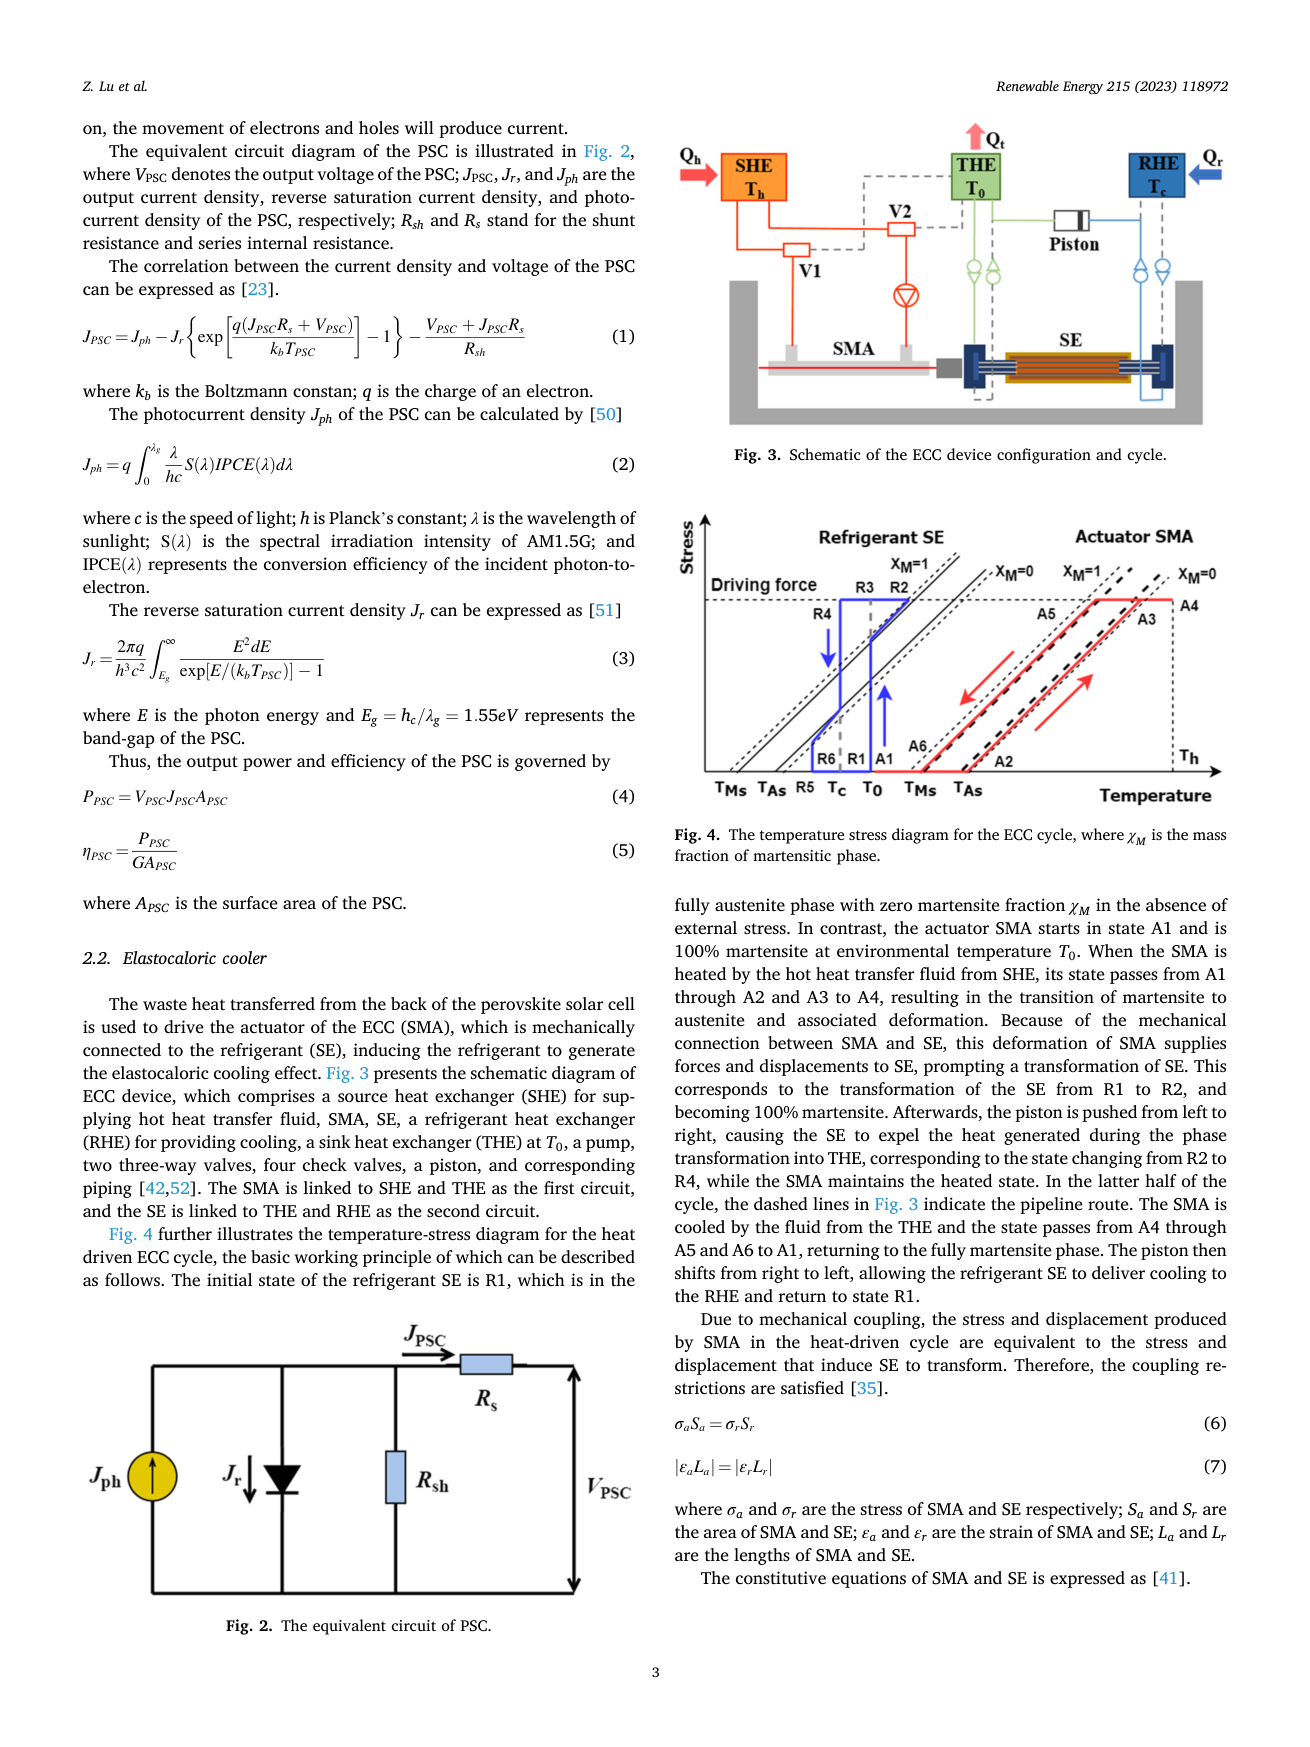 Z. Lu et al.
Renewable Energy 215 (2023) 118972
on, the movement of electrons and holes will produce current.
The equivalent circuit diagram of the PSC is illustrated in Fig. 2,
where V_PSC denotes the output voltage of the PSC; J_PSC, J_r, and J_ph are the
output current density, reverse saturation current density, and photo-
current density of the PSC, respectively; R_sh and R_s stand for the shunt
resistance and series internal resistance.
The correlation between the current density and voltage of the PSC
can be expressed as [23].
J_PSC = J_ph − J_r {exp[q(J_PSC R_s + V_PSC) / k_b T_PSC] − 1} − (V_PSC + J_PSC R_s) / R_sh (1)
where k_b is the Boltzmann constan; q is the charge of an electron.
The photocurrent density J_ph of the PSC can be calculated by [50]
J_ph = q ∫_0^{λ_g} λ/hc S(λ)IPCE(λ)dλ (2)
where c is the speed of light; h is Planck's constant; λ is the wavelength of
sunlight; S(λ) is the spectral irradiation intensity of AM1.5G; and
IPCE(λ) represents the conversion efficiency of the incident photon-to-
electron.
The reverse saturation current density J_r can be expressed as [51]
J_r = 2πq/h³c² ∫_{E_g}^∞ E²dE / exp[E/(k_b T_PSC)] − 1 (3)
where E is the photon energy and E_g = h_c/λ_g = 1.55eV represents the
band-gap of the PSC.
Thus, the output power and efficiency of the PSC is governed by
P_PSC = V_PSC J_PSC A_PSC (4)
η_PSC = P_PSC / GA_PSC (5)
where A_PSC is the surface area of the PSC.
2.2. Elastocaloric cooler
The waste heat transferred from the back of the perovskite solar cell
is used to drive the actuator of the ECC (SMA), which is mechanically
connected to the refrigerant (SE), inducing the refrigerant to generate
the elastocaloric cooling effect. Fig. 3 presents the schematic diagram of
ECC device, which comprises a source heat exchanger (SHE) for sup-
plying hot heat transfer fluid, SMA, SE, a refrigerant heat exchanger
(RHE) for providing cooling, a sink heat exchanger (THE) at T_0, a pump,
two three-way valves, four check valves, a piston, and corresponding
piping [42,52]. The SMA is linked to SHE and THE as the first circuit,
and the SE is linked to THE and RHE as the second circuit.
Fig. 4 further illustrates the temperature-stress diagram for the heat
driven ECC cycle, the basic working principle of which can be described
as follows. The initial state of the refrigerant SE is R1, which is in the
J_PSC
R_s
J_ph
J_r
R_sh
V_PSC
Fig. 2. The equivalent circuit of PSC.
Q_h
SHE
T_h
Q_t
THE
T_0
RHE
T_c
Q_r
V2
V1
Piston
SMA
SE
Fig. 3. Schematic of the ECC device configuration and cycle.
Stress
Refrigerant SE
Actuator SMA
X_M=1
X_M=0
X_M=1
X_M=0
Driving force
R3
R2
R4
A5
A3
A4
A6
A2
R6
R1
A1
Th
T_Ms
T_As
R5
T_C
T_0
T_Ms
T_As
Temperature
Fig. 4. The temperature stress diagram for the ECC cycle, where χ_M is the mass
fraction of martensitic phase.
fully austenite phase with zero martensite fraction χ_M in the absence of
external stress. In contrast, the actuator SMA starts in state A1 and is
100% martensite at environmental temperature T_0. When the SMA is
heated by the hot heat transfer fluid from SHE, its state passes from A1
through A2 and A3 to A4, resulting in the transition of martensite to
austenite and associated deformation. Because of the mechanical
connection between SMA and SE, this deformation of SMA supplies
forces and displacements to SE, prompting a transformation of SE. This
corresponds to the transformation of the SE from R1 to R2, and
becoming 100% martensite. Afterwards, the piston is pushed from left to
right, causing the SE to expel the heat generated during the phase
transformation into THE, corresponding to the state changing from R2 to
R4, while the SMA maintains the heated state. In the latter half of the
cycle, the dashed lines in Fig. 3 indicate the pipeline route. The SMA is
cooled by the fluid from the THE and the state passes from A4 through
A5 and A6 to A1, returning to the fully martensite phase. The piston then
shifts from right to left, allowing the refrigerant SE to deliver cooling to
the RHE and return to state R1.
Due to mechanical coupling, the stress and displacement produced
by SMA in the heat-driven cycle are equivalent to the stress and
displacement that induce SE to transform. Therefore, the coupling re-
strictions are satisfied [35].
σ_a S_a = σ_r S_r (6)
|ε_a L_a| = |ε_r L_r| (7)
where σ_a and σ_r are the stress of SMA and SE respectively; S_a and S_r are
the area of SMA and SE; ε_a and ε_r are the strain of SMA and SE; L_a and L_r
are the lengths of SMA and SE.
The constitutive equations of SMA and SE is expressed as [41].
3